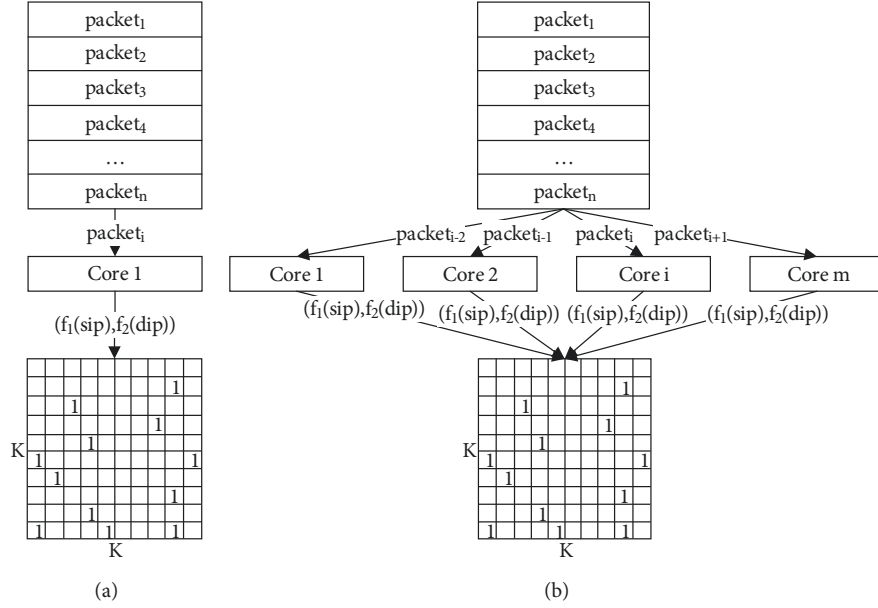 packet1
packet2
packet3
packet4
…
packetn
packeti
Core 1
(f1(sip),f2(dip))
1
1
1
1
1 1
1
1
1
1 1 1
K
K
(a)
packet1
packet2
packet3
packet4
…
packetn
packeti-2 packeti-1 packeti packeti+1
Core 1 Core 2 Core i Core m
(f1(sip),f2(dip)) (f1(sip),f2(dip)) (f1(sip),f2(dip)) (f1(sip),f2(dip))
1
1
1
1
1 1
1
1
1
1 1 1
K
K
(b)